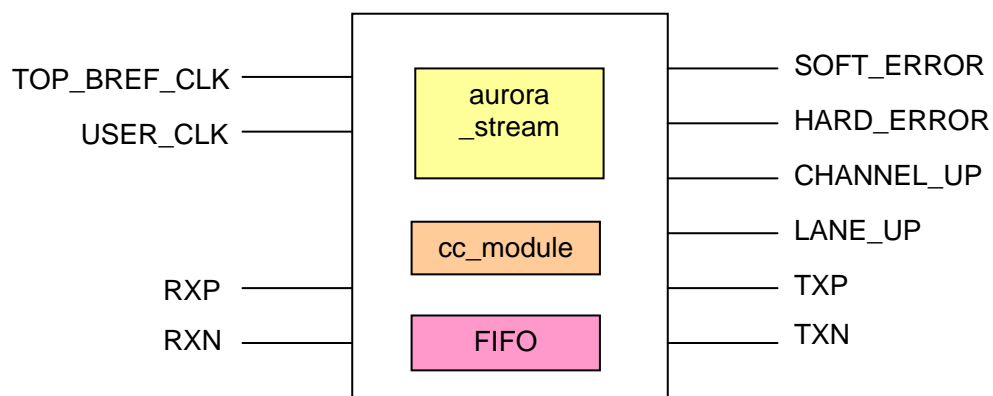 TOP_BREF_CLK
USER_CLK
RXP
RXN
aurora
_stream
cc_module
FIFO
SOFT_ERROR
HARD_ERROR
CHANNEL_UP
LANE_UP
TXP
TXN